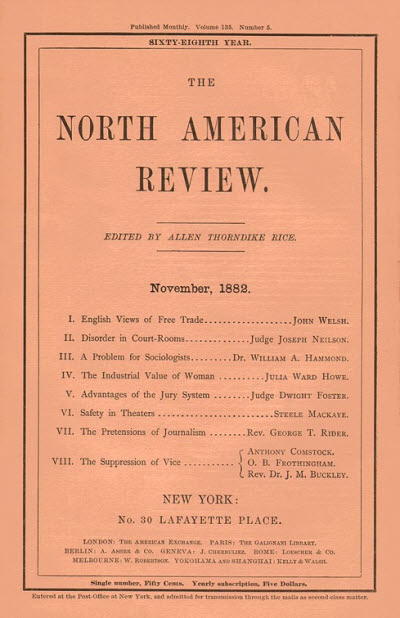 Published Monthly. Volume 135. Number 5.
SIXTY-EIGHTH YEAR.
THE
NORTH AMERICAN
REVIEW.
EDITED BY ALLEN THORNDIKE RICE.
November, 1882.
I. English Views of Free Trade....................JOHN WELSH.
II. Disorder in Court-Rooms...............Judge JOSEPH NEILSON.
III. A Problem for Sociologists.........Dr. WILLIAM A. HAMMOND.
IV. The Industrial Value of Woman ..........JULIA WARD HOWE.
V. Advantages of the Jury System ........Judge DWIGHT FOSTER.
VI. Safety in Theaters ..........................STEELE MACKAYE.
VII. The Pretensions of Journalism .........Rev. GEORGE T. RIDER.
VIII. The Suppression of Vice ........... { ANTHONY COMSTOCK.
O. B. FROTHINGHAM.
Rev. Dr. J. M. BUCKLEY.
NEW YORK:
No. 30 LAFAYETTE PLACE.
LONDON: THE AMERICAN EXCHANGE. PARIS: THE GALIGNANI LIBRARY.
BERLIN: A. ASHER & CO. GENEVA: J. CHERBULIEZ. ROME: LOESCHER & CO.
MELBOURNE: W. ROBERTSON. YOKOHAMA AND SHANGHAI: KELLY & WALSH.
Single number, Fifty Cents. Yearly subscription, Five Dollars.
Entered at the Post-Office at New York, and admitted for transmission through the mails as second-class matter.